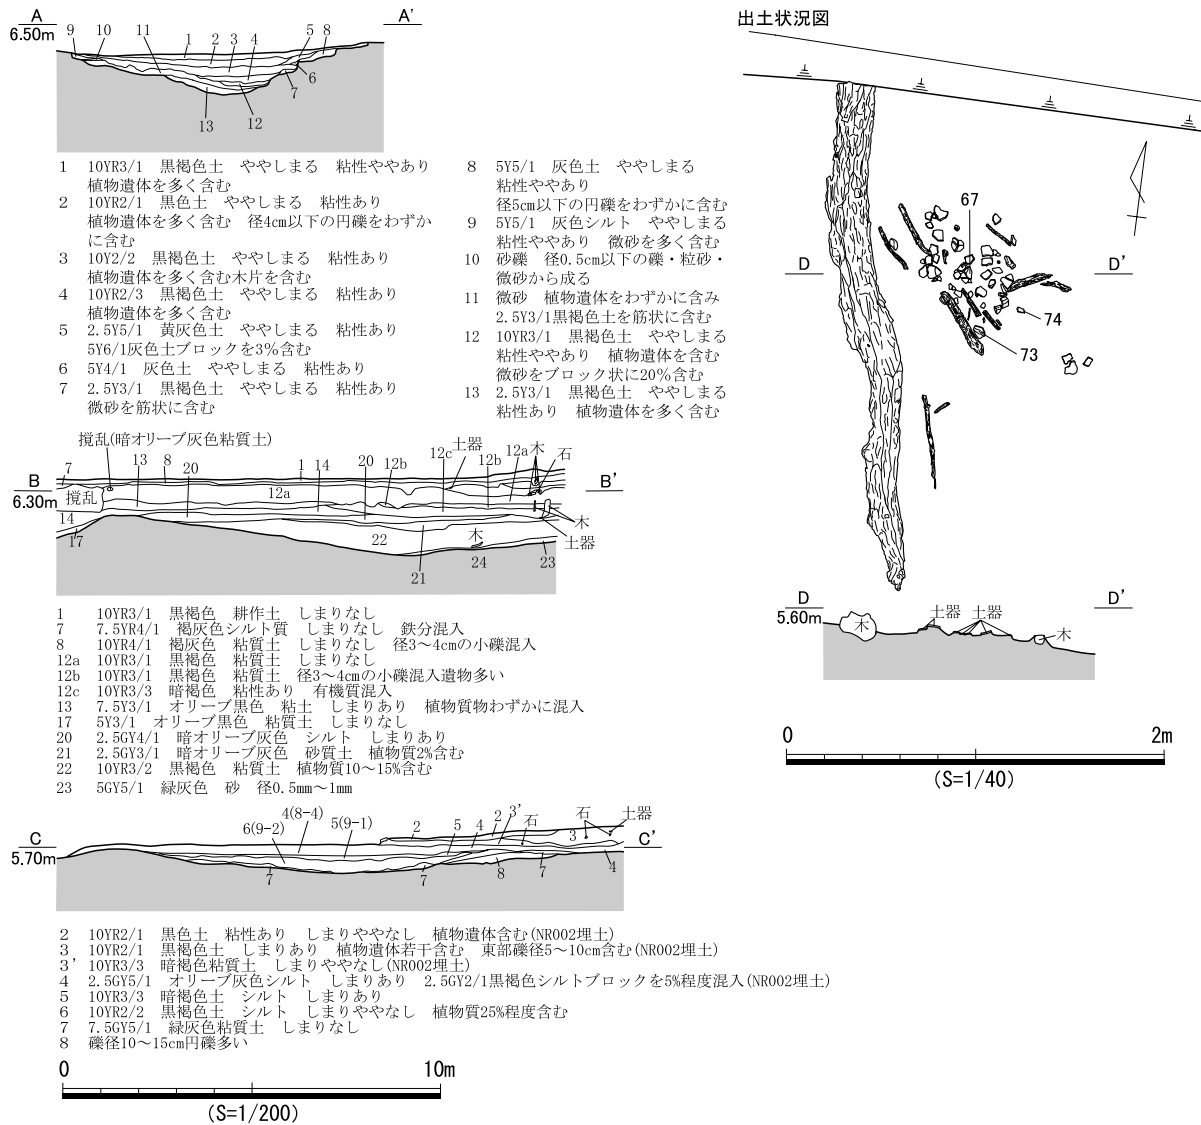 A A'
6.50m
9 10 11 1 2 3 4 5 8
6
7
13 12
1 10YR3/1 黒褐色土 ややしまる 粘性ややあり
植物遺体を多く含む
2 10YR2/1 黒色土 ややしまる 粘性あり
植物遺体を多く含む 径4cm以下の円礫をわずか
に含む
3 10Y2/2 黒褐色土 ややしまる 粘性あり
植物遺体を多く含む木片を含む
4 10YR2/3 黒褐色土 ややしまる 粘性あり
植物遺体を多く含む
5 2.5Y5/1 黄灰色土 ややしまる 粘性あり
5Y6/1灰色土ブロックを3%含む
6 5Y4/1 灰色土 ややしまる 粘性あり
7 2.5Y3/1 黒褐色土 ややしまる 粘性あり
微砂を筋状に含む
8 5Y5/1 灰色土 ややしまる
粘性ややあり
径5cm以下の円礫をわずかに含む
9 5Y5/1 灰色シルト ややしまる
粘性ややあり 微砂を多く含む
10 砂礫 径0.5cm以下の礫・粒砂・
微砂から成る
11 微砂 植物遺体をわずかに含み
2.5Y3/1黒褐色土を筋状に含む
12 10YR3/1 黒褐色土 ややしまる
粘性ややあり 植物遺体を含む
微砂をブロック状に20%含む
13 2.5Y3/1 黒褐色土 ややしまる
粘性あり 植物遺体を多く含む
撹乱(暗オリーブ灰色粘質土)
7 13 8 20 1 14 20 12b 12c 土器 12b 12a 木 石
B B'
6.30m
撹乱 12a
14
17 22 木 木
土器
21 24 23
1 10YR3/1 黒褐色 耕作土 しまりなし
7 7.5YR4/1 褐灰色シルト質 しまりなし 鉄分混入
8 10YR4/1 褐灰色 粘質土 しまりなし 径3～4cmの小礫混入
12a 10YR3/1 黒褐色 粘質土 しまりなし
12b 10YR3/1 黒褐色 粘質土 径3～4cmの小礫混入遺物多い
12c 10YR3/3 暗褐色 粘性あり 有機質混入
13 7.5Y3/1 オリーブ黒色 粘土 しまりあり 植物質物わずかに混入
17 5Y3/1 オリーブ黒色 粘質土 しまりなし
20 2.5GY4/1 暗オリーブ灰色 シルト しまりあり
21 2.5GY3/1 暗オリーブ灰色 砂質土 植物質2%含む
22 10YR3/2 黒褐色 粘質土 植物質10～15%含む
23 5GY5/1 緑灰色 砂 径0.5mm～1mm
C C'
5.70m
6(9-2) 4(8-4) 5(9-1) 2 5 4 2 3' 石 石 土器
3
7 7 8 7 4
2 10YR2/1 黒色土 粘性あり しまりややなし 植物遺体含む(NR002埋土)
3 10YR2/1 黒褐色土 しまりあり 植物遺体若干含む 東部礫径5～10cm含む(NR002埋土)
3' 10YR3/3 暗褐色粘質土 しまりややなし(NR002埋土)
4 2.5GY5/1 オリーブ灰色シルト しまりあり 2.5GY2/1黒褐色シルトブロックを5%程度混入(NR002埋土)
5 10YR3/3 暗褐色土 シルト しまりあり
6 10YR2/2 黒褐色土 シルト しまりややなし 植物質25%程度含む
7 7.5GY5/1 緑灰色粘質土 しまりなし
8 礫径10～15cm円礫多い
0 10m
(S=1/200)
出土状況図
67
D D'
74
73
D D'
5.60m
木 土器 土器 木
0 2m
(S=1/40)